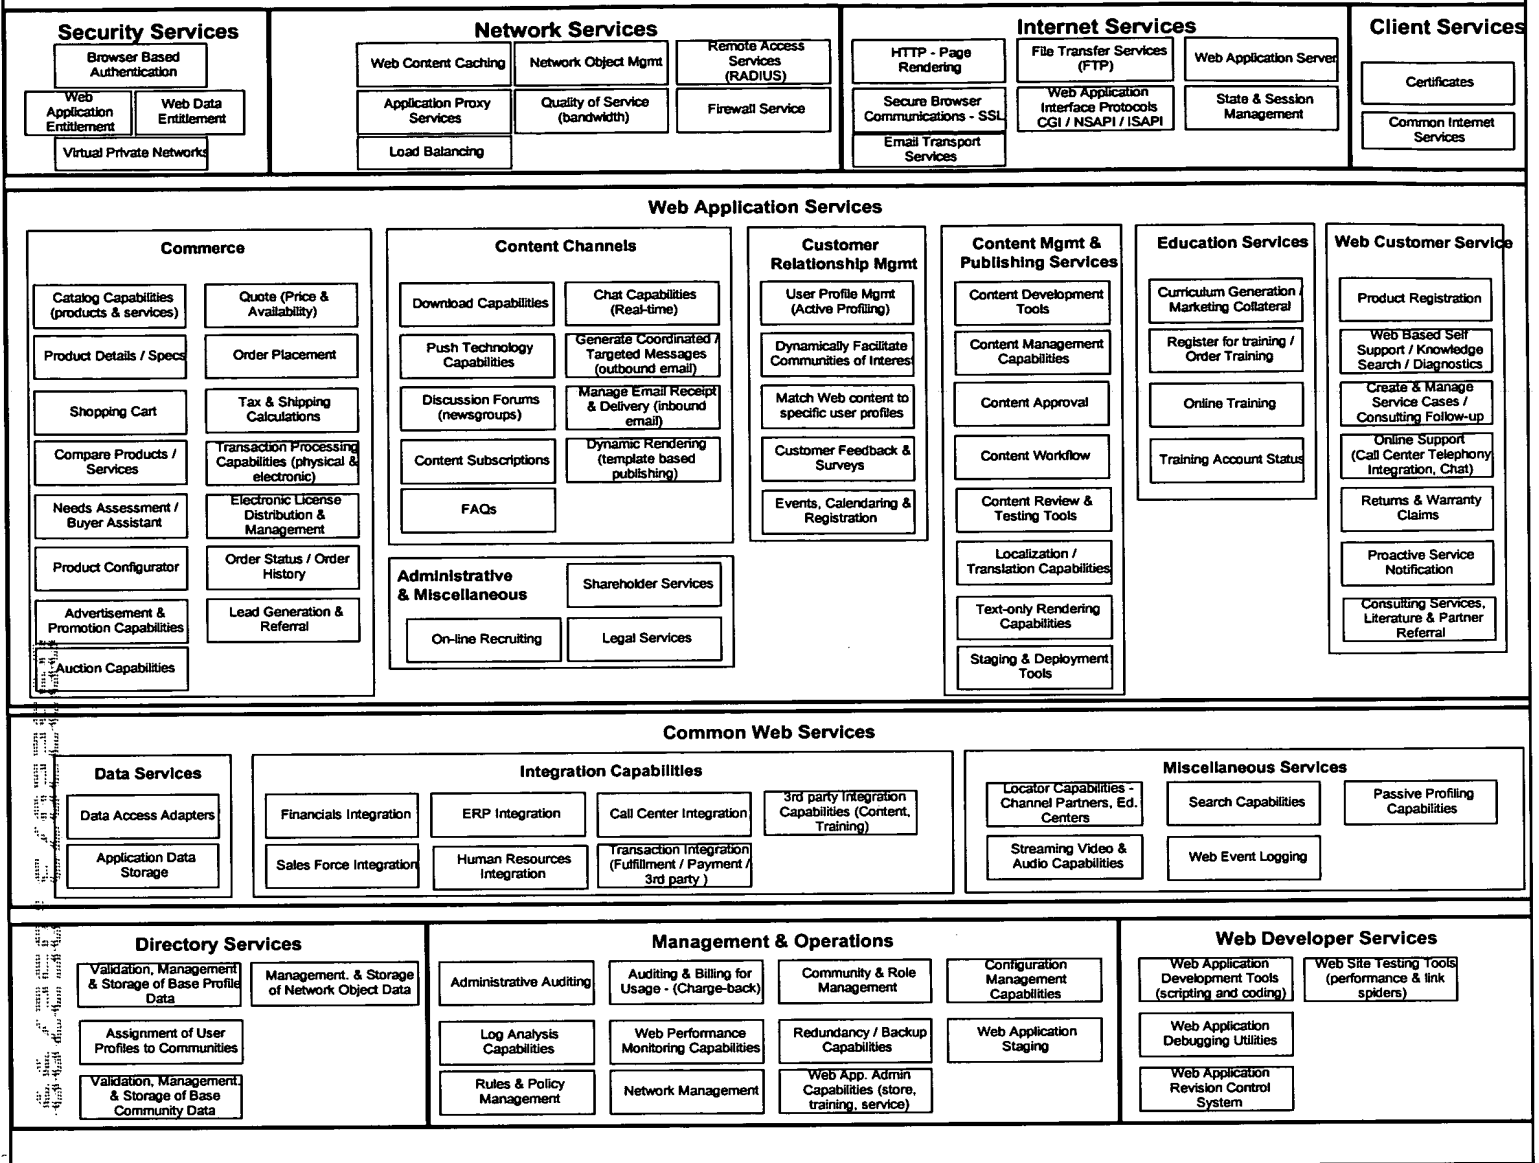 Security Services
Browser Based
Authentication
Web
Application
Entitlement
Web Data
Entitlement
Virtual Private Networks
Network Services
Web Content Caching
Network Object Mgmt
Remote Access
Services
(RADIUS)
Application Proxy
Services
Quality of Service
(bandwidth)
Firewall Service
Load Balancing
Internet Services
HTTP - Page
Rendering
File Transfer Services
(FTP)
Web Application Server
Secure Browser
Communications - SSL
Web Application
Interface Protocols
CGI / NSAPI / ISAPI
State & Session
Management
Email Transport
Services
Client Services
Certificates
Common Internet
Services
Web Application Services
Commerce
Catalog Capabilities
(products & services)
Quote (Price &
Availability)
Product Details / Specs
Order Placement
Shopping Cart
Tax & Shipping
Calculations
Compare Products /
Services
Transaction Processing
Capabilities (physical &
electronic)
Needs Assessment /
Buyer Assistant
Electronic License
Distribution &
Management
Product Configurator
Order Status / Order
History
Advertisement &
Promotion Capabilities
Lead Generation &
Referral
Auction Capabilities
Content Channels
Download Capabilities
Chat Capabilities
(Real-time)
Push Technology
Capabilities
Generate Coordinated /
Targeted Messages
(outbound email)
Discussion Forums
(newsgroups)
Manage Email Receipt
& Delivery (inbound
email)
Content Subscriptions
Dynamic Rendering
(template based
publishing)
FAQs
Administrative
& Miscellaneous
Shareholder Services
On-line Recruiting
Legal Services
Customer
Relationship Mgmt
User Profile Mgmt
(Active Profiling)
Dynamically Facilitate
Communities of Interest
Match Web content to
specific user profiles
Customer Feedback &
Surveys
Events, Calendaring &
Registration
Content Mgmt &
Publishing Services
Content Development
Tools
Content Management
Capabilities
Content Approval
Content Workflow
Content Review &
Testing Tools
Localization /
Translation Capabilities
Text-only Rendering
Capabilities
Staging & Deployment
Tools
Education Services
Curriculum Generation /
Marketing Collateral
Register for training /
Order Training
Online Training
Training Account Status
Web Customer Service
Product Registration
Web Based Self
Support / Knowledge
Search / Diagnostics
Create & Manage
Service Cases /
Consulting Follow-up
Online Support
(Call Center Telephony
Integration, Chat)
Returns & Warranty
Claims
Proactive Service
Notification
Consulting Services,
Literature & Partner
Referral
Common Web Services
Data Services
Data Access Adapters
Application Data
Storage
Integration Capabilities
Financials Integration
ERP Integration
Call Center Integration
3rd party Integration
Capabilities (Content,
Training)
Sales Force Integration
Human Resources
Integration
Transaction Integration
(Fulfillment / Payment /
3rd party )
Miscellaneous Services
Locator Capabilities -
Channel Partners, Ed.
Centers
Search Capabilities
Passive Profiling
Capabilities
Streaming Video &
Audio Capabilities
Web Event Logging
Directory Services
Validation, Management
& Storage of Base Profile
Data
Management. & Storage
of Network Object Data
Assignment of User
Profiles to Communities
Validation, Management.
& Storage of Base
Community Data
Management & Operations
Administrative Auditing
Auditing & Billing for
Usage - (Charge-back)
Community & Role
Management
Configuration
Management
Capabilities
Log Analysis
Capabilities
Web Performance
Monitoring Capabilities
Redundancy / Backup
Capabilities
Web Application
Staging
Rules & Policy
Management
Network Management
Web App. Admin
Capabilities (store,
training, service)
Web Developer Services
Web Application
Development Tools
(scripting and coding)
Web Site Testing Tools
(performance & link
spiders)
Web Application
Debugging Utilities
Web Application
Revision Control
System